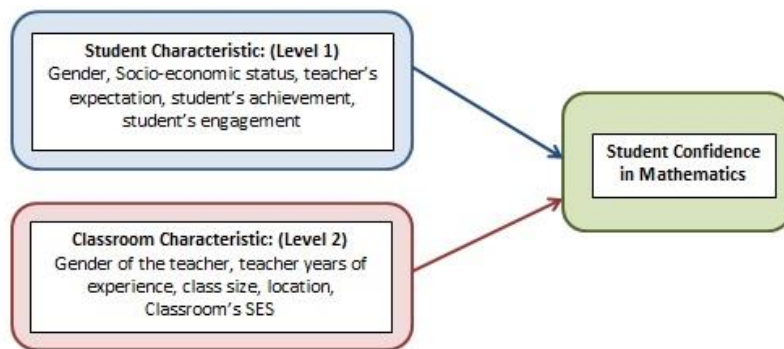 Student Characteristic: (Level 1)
Gender, Socio-economic status, teacher's
expectation, student's achievement,
student's engagement
Student Confidence
in Mathematics
Classroom Characteristic: (Level 2)
Gender of the teacher, teacher years of
experience, class size, location,
Classroom's SES